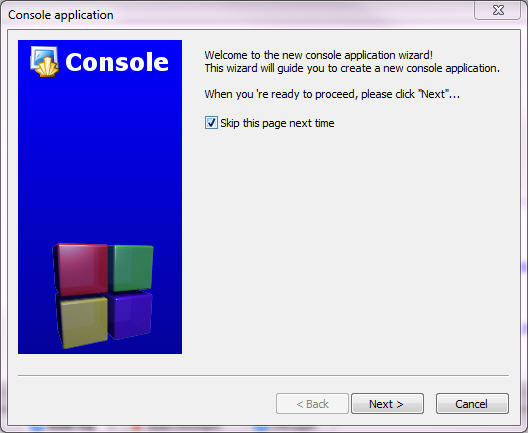 Console application
Console
Welcome to the new console application wizard!
This wizard will guide you to create a new console application.
When you 're ready to proceed, please click "Next"...
Skip this page next time
< Back
Next >
Cancel